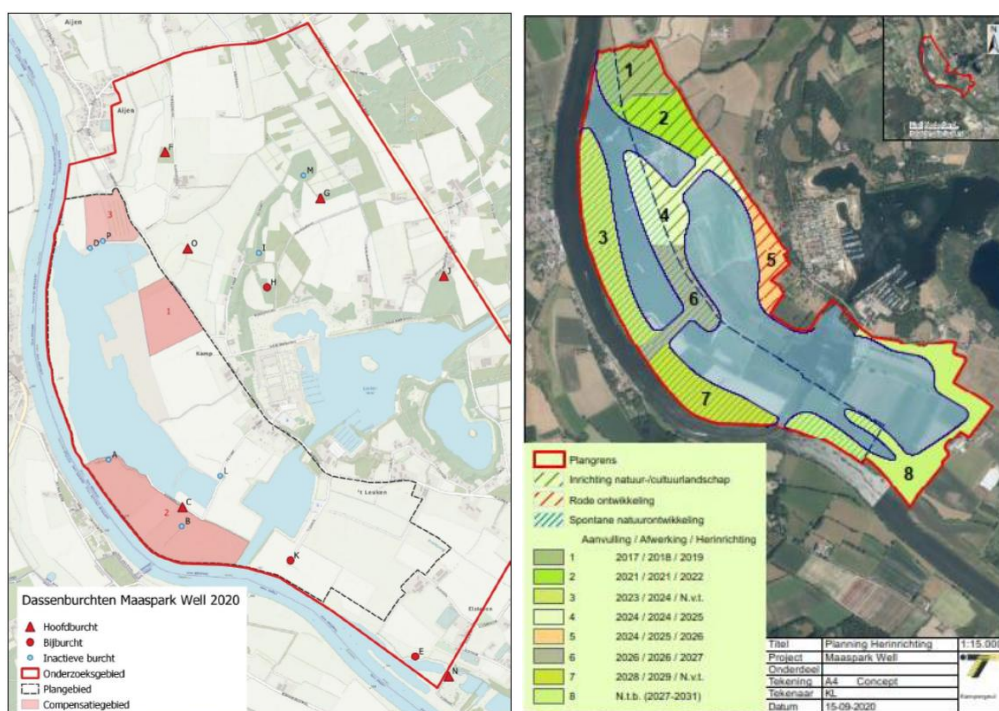 Aijen
Aijen
F
M
G
3
D
P
O
I
H
J
1
Kamp
A
L
't Leuken
C
2
B
K
E
N
Dassenburchten Maaspark Well 2020
Hoofdburcht
Bijburcht
Inactieve burcht
Onderzoeksgebied
Plangebied
Compensatiegebied
1
2
3
4
5
6
7
8
Plangrens
Inrichting natuur-/cultuurlandschap
Rode ontwikkeling
Spontane natuurontwikkeling
Aanvulling / Afwerking / Herinrichting
1 2017 / 2018 / 2019
2 2021 / 2021 / 2022
3 2023 / 2024 / N.v.t.
4 2024 / 2024 / 2025
5 2024 / 2025 / 2026
6 2026 / 2026 / 2027
7 2028 / 2029 / N.v.t.
8 N.t.b. (2027-2031)
Titel Planning Herinrichting 1:15.000
Project Maaspark Well
Onderdeel
Tekening A4 Concept
Tekenaar KL
Datum 15-09-2020